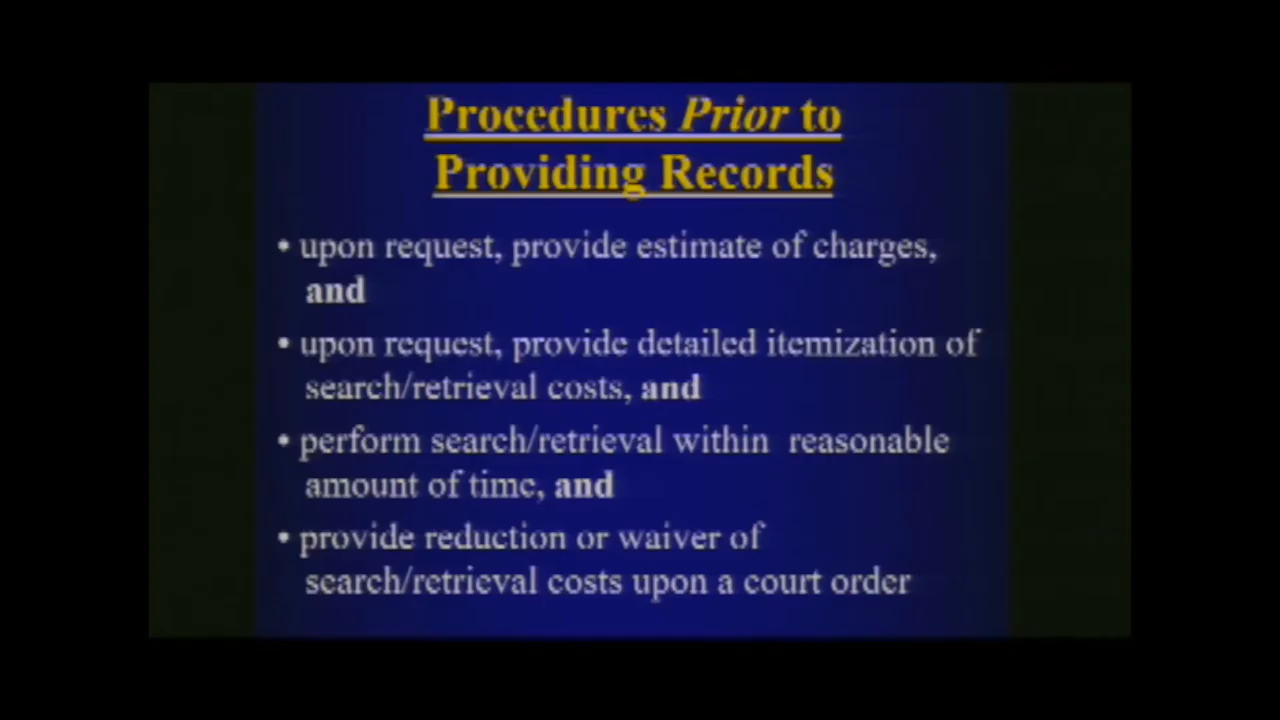 Procedures Prior to
Providing Records
• upon request, provide estimate of charges,
and
• upon request, provide detailed itemization of
search/retrieval costs, and
• perform search/retrieval within reasonable
amount of time, and
• provide reduction or waiver of
search/retrieval costs upon a court order